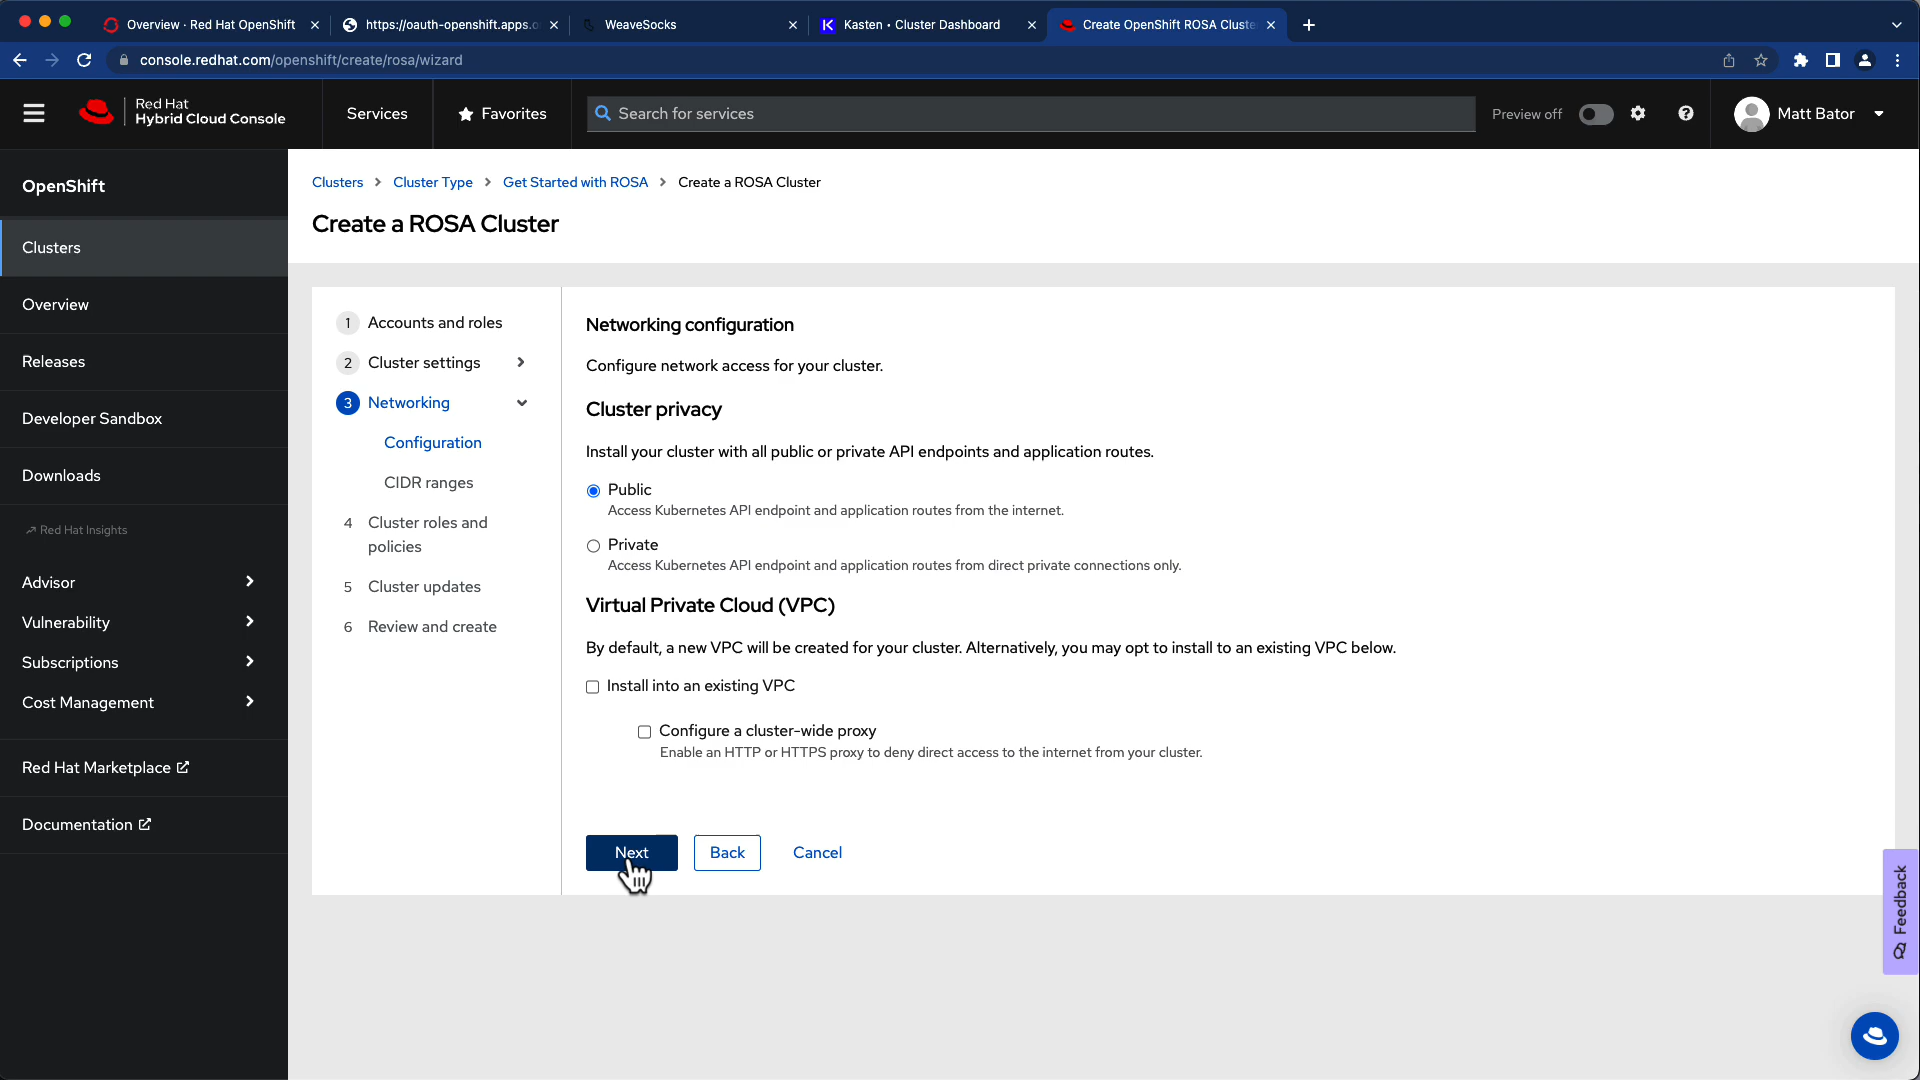 Overview · Red Hat OpenShift
https://oauth-openshift.apps.o
WeaveSocks
Kasten • Cluster Dashboard
Create OpenShift ROSA Cluste
console.redhat.com/openshift/create/rosa/wizard
Red Hat
Hybrid Cloud Console
Services
Favorites
Search for services
Preview off
Matt Bator
OpenShift
Clusters
Overview
Releases
Developer Sandbox
Downloads
Red Hat Insights
Advisor
Vulnerability
Subscriptions
Cost Management
Red Hat Marketplace
Documentation
Clusters > Cluster Type > Get Started with ROSA > Create a ROSA Cluster
Create a ROSA Cluster
1 Accounts and roles
2 Cluster settings
3 Networking
Configuration
CIDR ranges
4 Cluster roles and
policies
5 Cluster updates
6 Review and create
Networking configuration
Configure network access for your cluster.
Cluster privacy
Install your cluster with all public or private API endpoints and application routes.
Public
Access Kubernetes API endpoint and application routes from the internet.
Private
Access Kubernetes API endpoint and application routes from direct private connections only.
Virtual Private Cloud (VPC)
By default, a new VPC will be created for your cluster. Alternatively, you may opt to install to an existing VPC below.
Install into an existing VPC
Configure a cluster-wide proxy
Enable an HTTP or HTTPS proxy to deny direct access to the internet from your cluster.
Next
Back
Cancel
Feedback